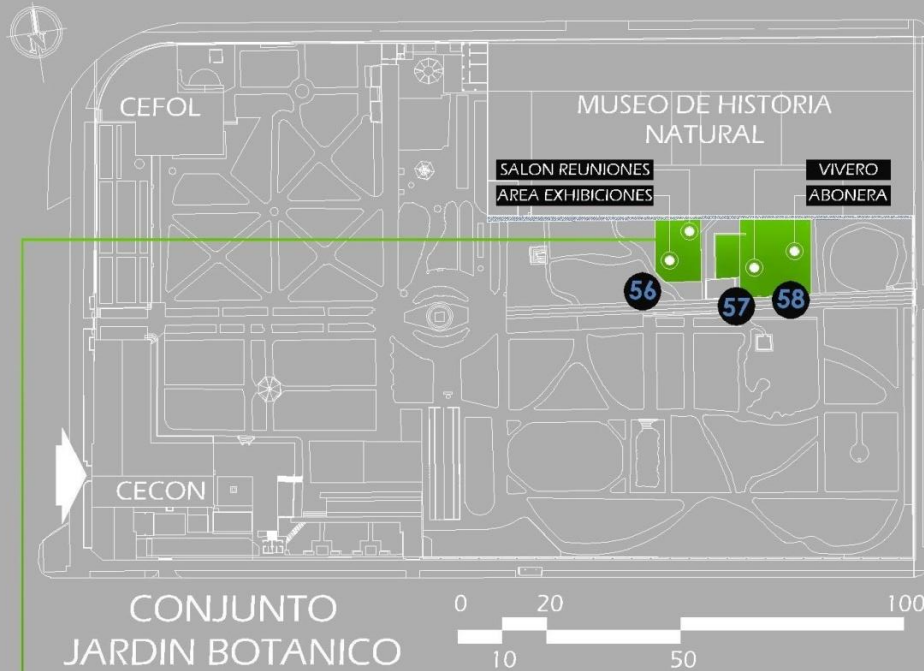 N
CEFOL
MUSEO DE HISTORIA
NATURAL
SALON REUNIONES
VIVERO
AREA EXHIBICIONES
ABONERA
56
57
58
CECON
CONJUNTO
JARDIN BOTANICO
0 20 100
10 50